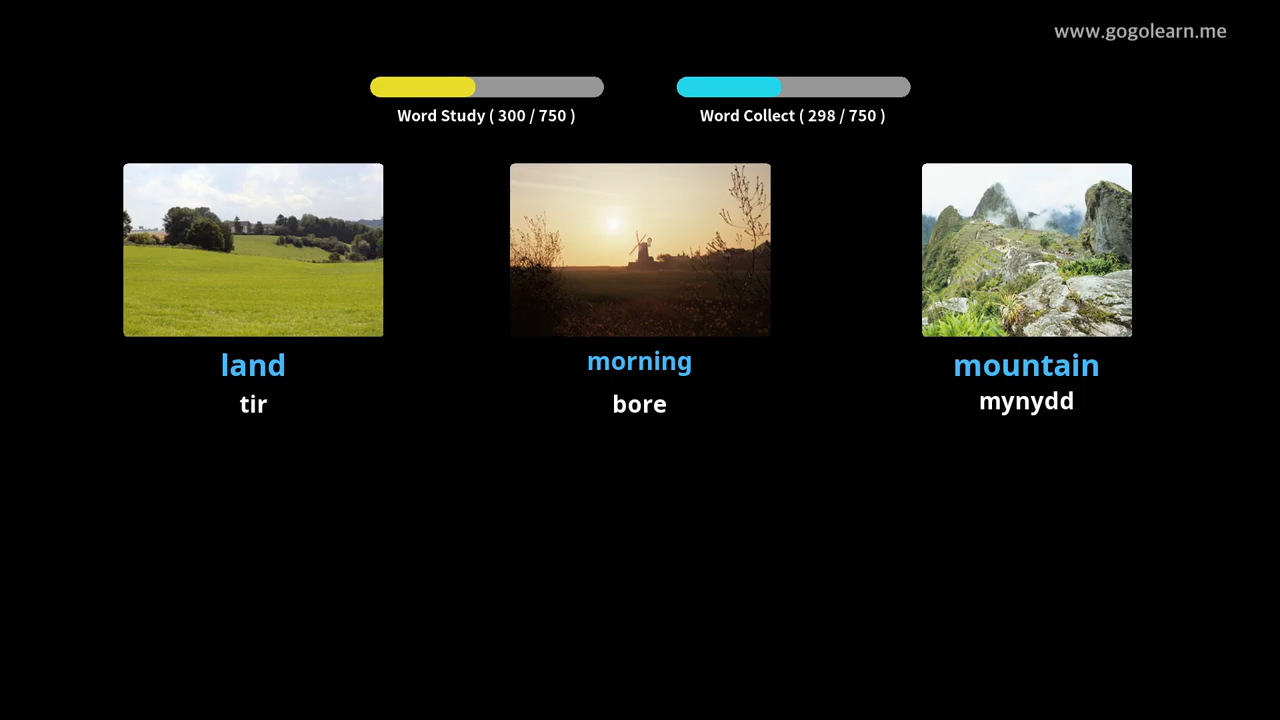 www.gogolearn.me
Word Study ( 300 / 750 )
Word Collect ( 298 / 750 )
land
morning
mountain
tir
bore
mynydd